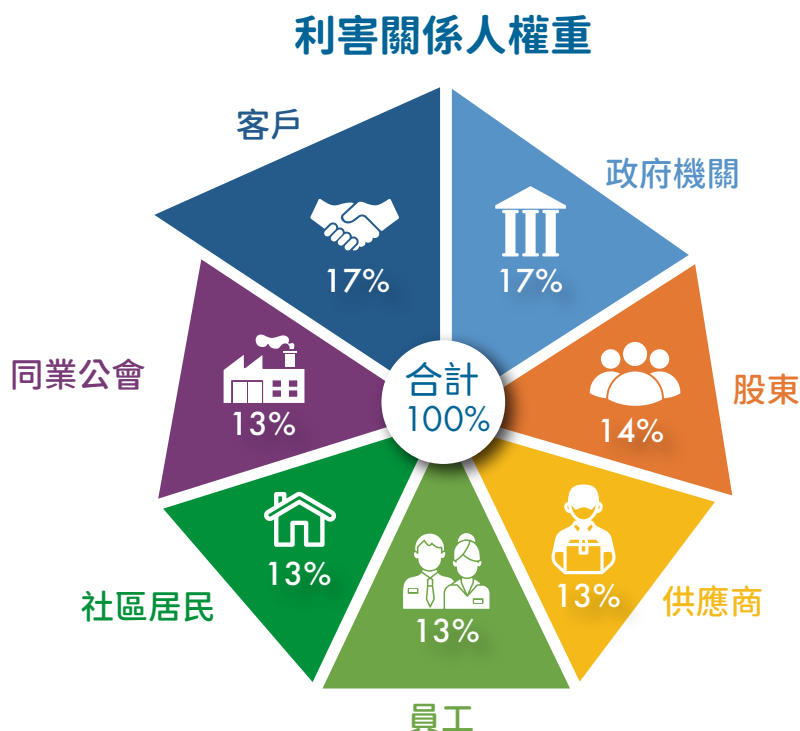 利害關係人權重
客戶
17%
政府機關
17%
股東
14%
供應商
13%
員工
13%
社區居民
13%
同業公會
13%
合計
100%